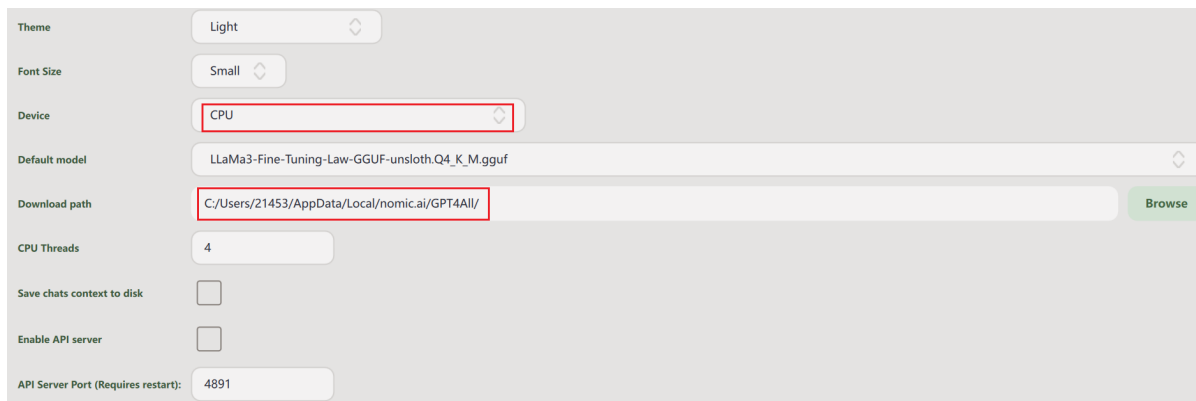 Theme Light
Font Size Small
Device CPU
Default model LLaMa3-Fine-Tuning-Law-GGUF-unsloth.Q4_K_M.gguf
Download path C:/Users/21453/AppData/Local/nomic.ai/GPT4All/ Browse
CPU Threads 4
Save chats context to disk
Enable API server
API Server Port (Requires restart): 4891